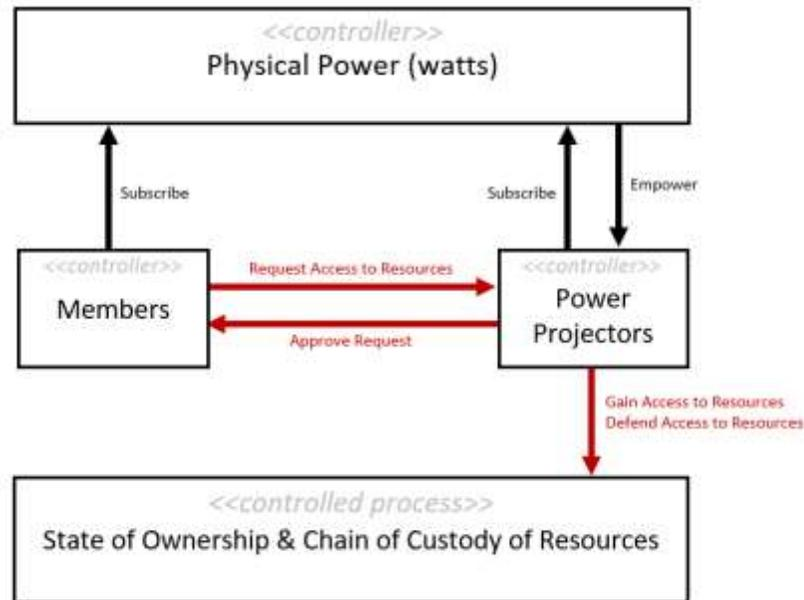 <<controller>>
Physical Power (watts)
Subscribe
Subscribe
Empower
<<controller>>
Members
Request Access to Resources
Approve Request
<<controller>>
Power
Projectors
Gain Access to Resources
Defend Access to Resources
<<controlled process>>
State of Ownership & Chain of Custody of Resources